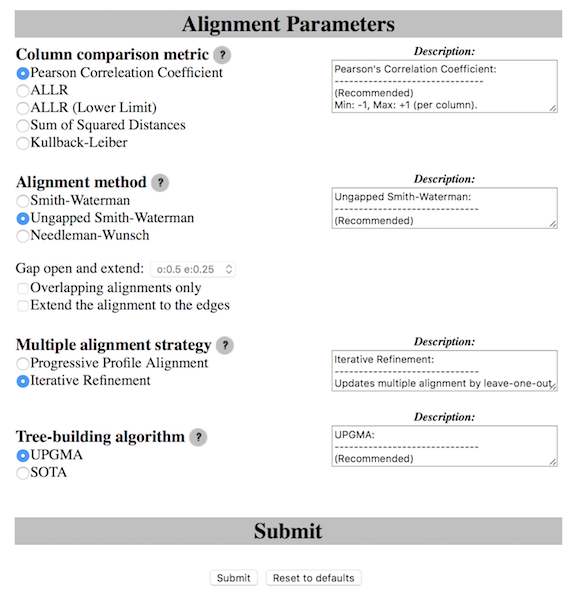 Alignment Parameters
Column comparison metric ?
Description:
Pearson Correleation Coefficient
ALLR
ALLR (Lower Limit)
Sum of Squared Distances
Kullback-Leiber
Pearson's Correlation Coefficient:
-------------------------------
(Recommended)
Min: -1, Max: +1 (per column).
Alignment method ?
Description:
Smith-Waterman
Ungapped Smith-Waterman
Needleman-Wunsch
Ungapped Smith-Waterman:
------------------------------
(Recommended)
Gap open and extend: o:0.5 e:0.25
Overlapping alignments only
Extend the alignment to the edges
Multiple alignment strategy ?
Description:
Progressive Profile Alignment
Iterative Refinement
Iterative Refinement:
------------------------------
Updates multiple alignment by leave-one-out
Tree-building algorithm ?
Description:
UPGMA
SOTA
UPGMA:
------------------------------
(Recommended)
Submit
Submit
Reset to defaults